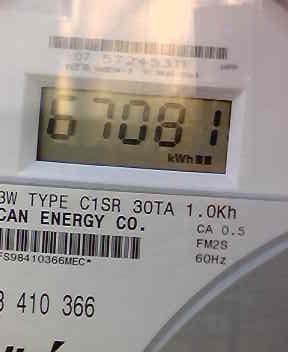 67081
kWh
3W TYPE C1SR 30TA 1.0Kh
CAN ENERGY CO. CA 0.5
FM2S
FS98410366MEC* 60Hz
3 410 366